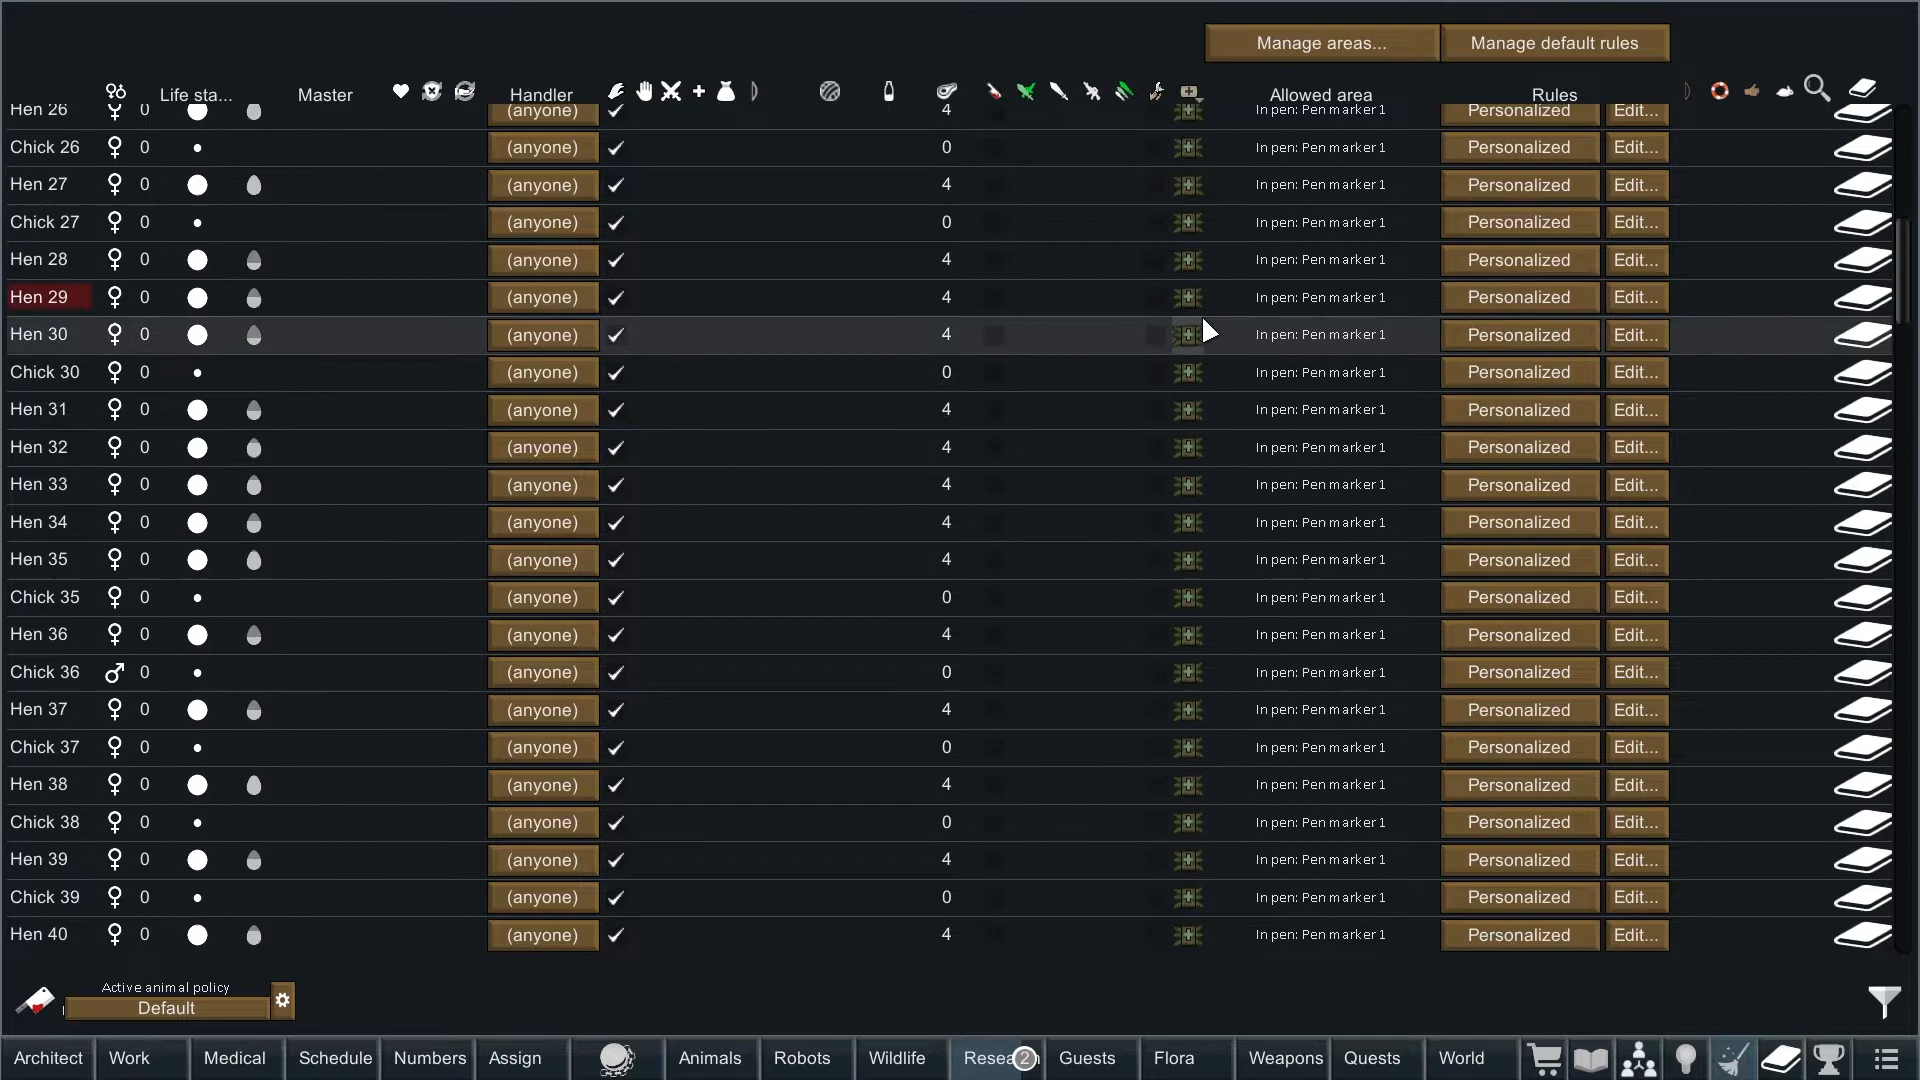 Manage areas... Manage default rules
Life sta... Master Handler Allowed area Rules
Hen 26 0 (anyone) 4 In pen: Pen marker 1 Personalized Edit...
Chick 26 0 (anyone) 0 In pen: Pen marker 1 Personalized Edit...
Hen 27 0 (anyone) 4 In pen: Pen marker 1 Personalized Edit...
Chick 27 0 (anyone) 0 In pen: Pen marker 1 Personalized Edit...
Hen 28 0 (anyone) 4 In pen: Pen marker 1 Personalized Edit...
Hen 29 0 (anyone) 4 In pen: Pen marker 1 Personalized Edit...
Hen 30 0 (anyone) 4 In pen: Pen marker 1 Personalized Edit...
Chick 30 0 (anyone) 0 In pen: Pen marker 1 Personalized Edit...
Hen 31 0 (anyone) 4 In pen: Pen marker 1 Personalized Edit...
Hen 32 0 (anyone) 4 In pen: Pen marker 1 Personalized Edit...
Hen 33 0 (anyone) 4 In pen: Pen marker 1 Personalized Edit...
Hen 34 0 (anyone) 4 In pen: Pen marker 1 Personalized Edit...
Hen 35 0 (anyone) 4 In pen: Pen marker 1 Personalized Edit...
Chick 35 0 (anyone) 0 In pen: Pen marker 1 Personalized Edit...
Hen 36 0 (anyone) 4 In pen: Pen marker 1 Personalized Edit...
Chick 36 0 (anyone) 0 In pen: Pen marker 1 Personalized Edit...
Hen 37 0 (anyone) 4 In pen: Pen marker 1 Personalized Edit...
Chick 37 0 (anyone) 0 In pen: Pen marker 1 Personalized Edit...
Hen 38 0 (anyone) 4 In pen: Pen marker 1 Personalized Edit...
Chick 38 0 (anyone) 0 In pen: Pen marker 1 Personalized Edit...
Hen 39 0 (anyone) 4 In pen: Pen marker 1 Personalized Edit...
Chick 39 0 (anyone) 0 In pen: Pen marker 1 Personalized Edit...
Hen 40 0 (anyone) 4 In pen: Pen marker 1 Personalized Edit...
Active animal policy
Default
Architect Work Medical Schedule Numbers Assign Animals Robots Wildlife 2 Guests Flora Weapons Quests World